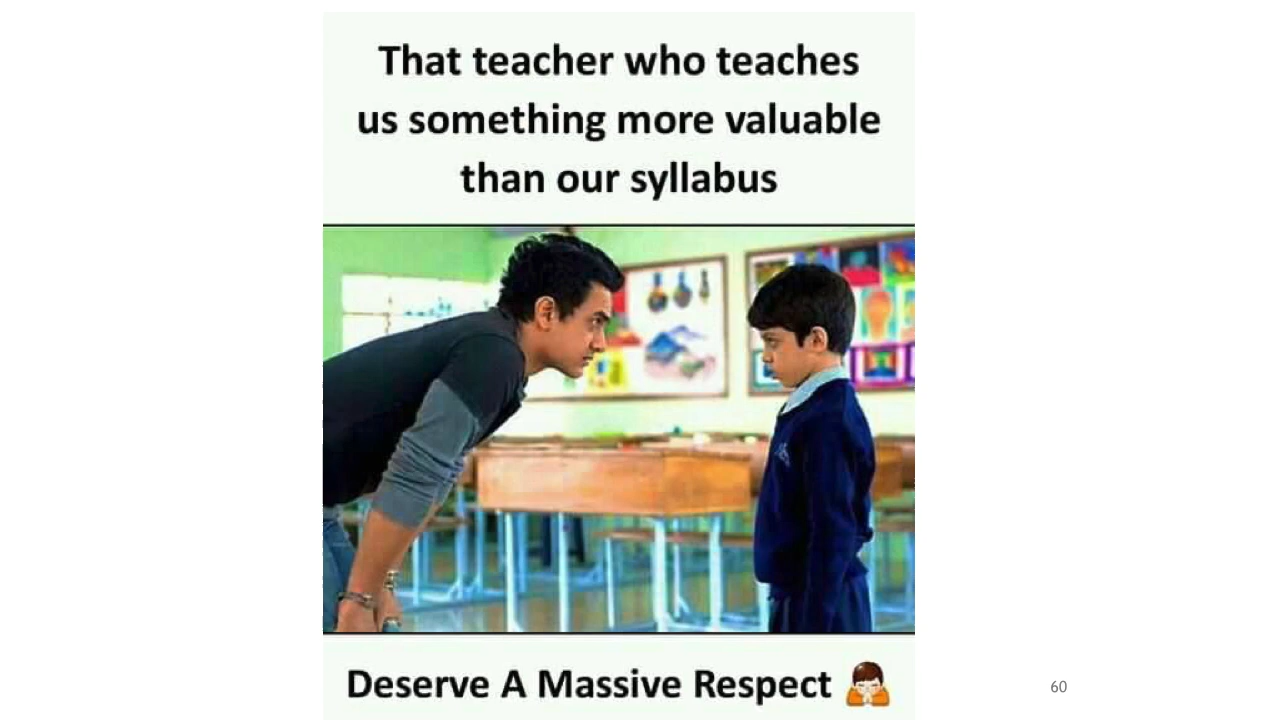 That teacher who teaches
us something more valuable
than our syllabus
Deserve A Massive Respect 🙏
60